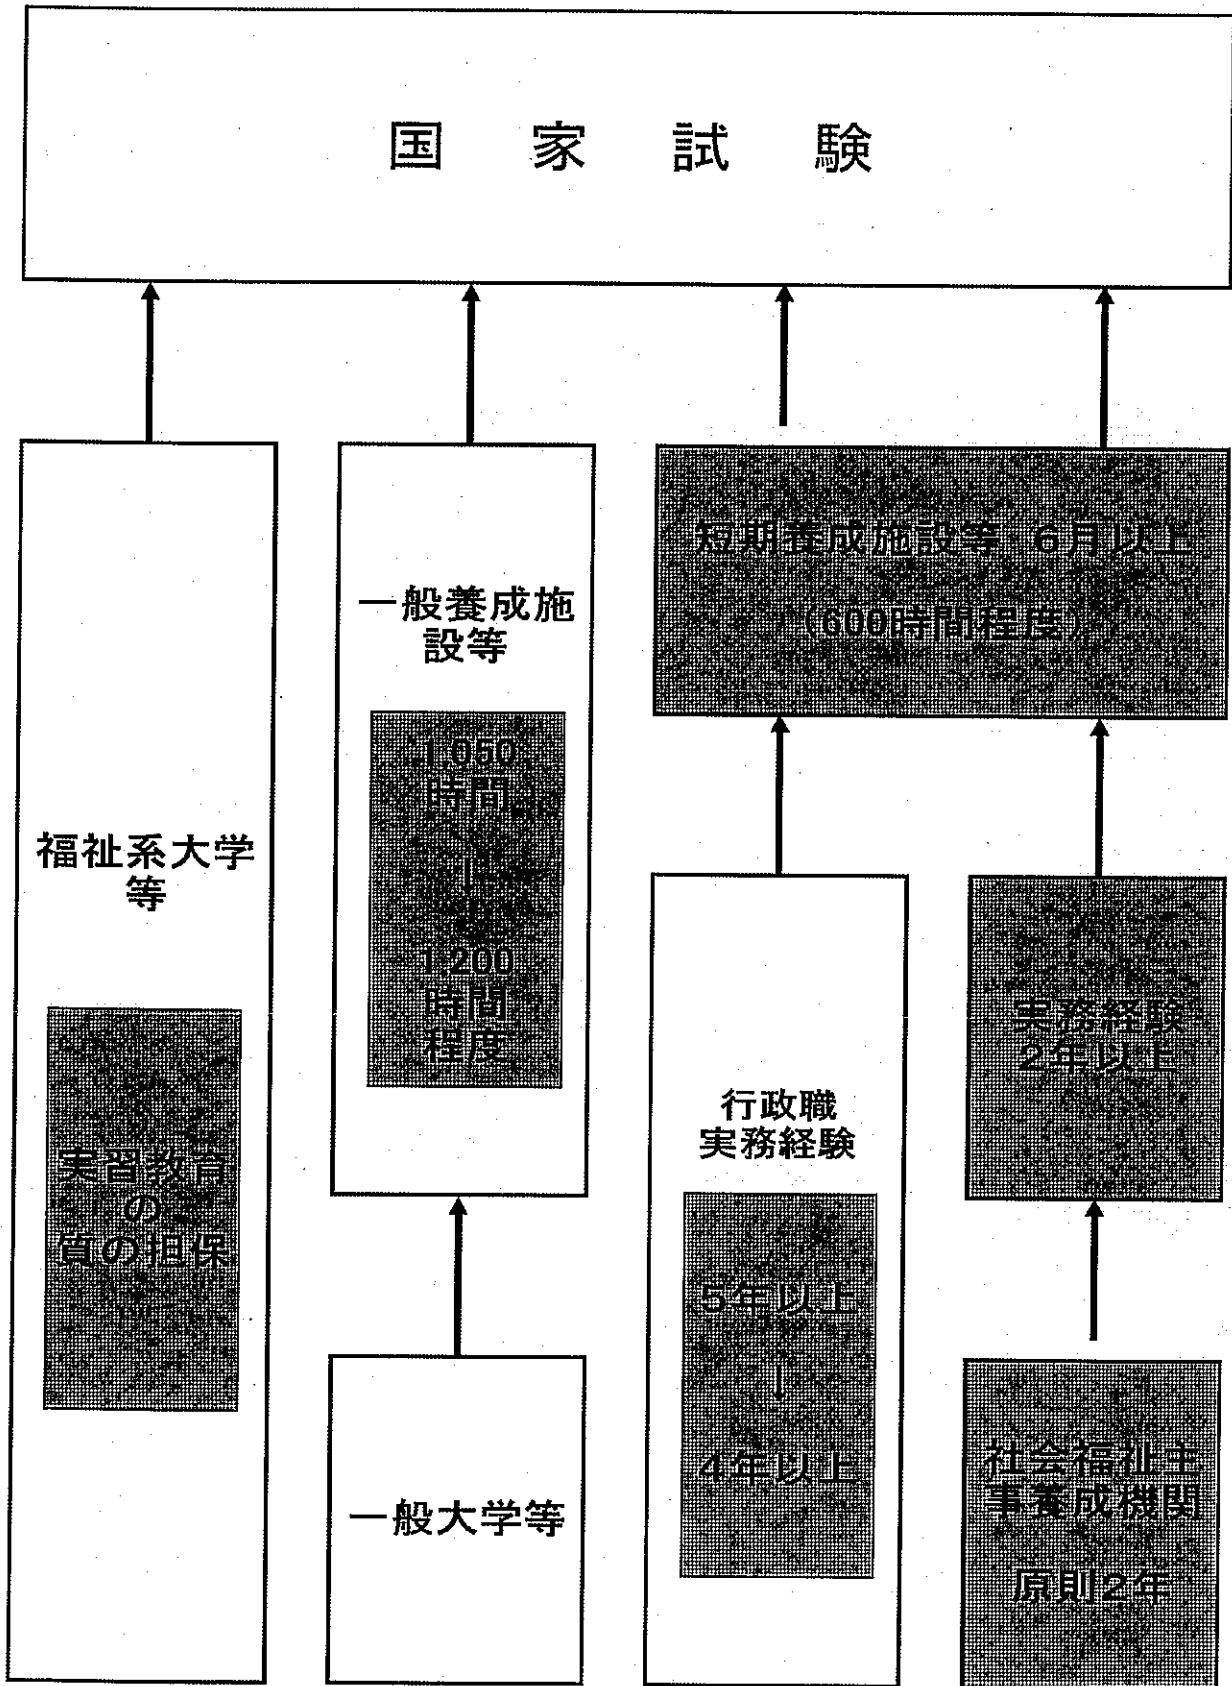 国家試験
短期養成施設等 6月以上
(600時間程度)
一般養成施
設等
1,050
時間
↓
1,200
時間
程度
福祉系大学
等
実習教育
の
質の担保
行政職
実務経験
5年以上
↓
4年以上
実務経験
2年以上
一般大学等
社会福祉主
事養成機関
原則2年